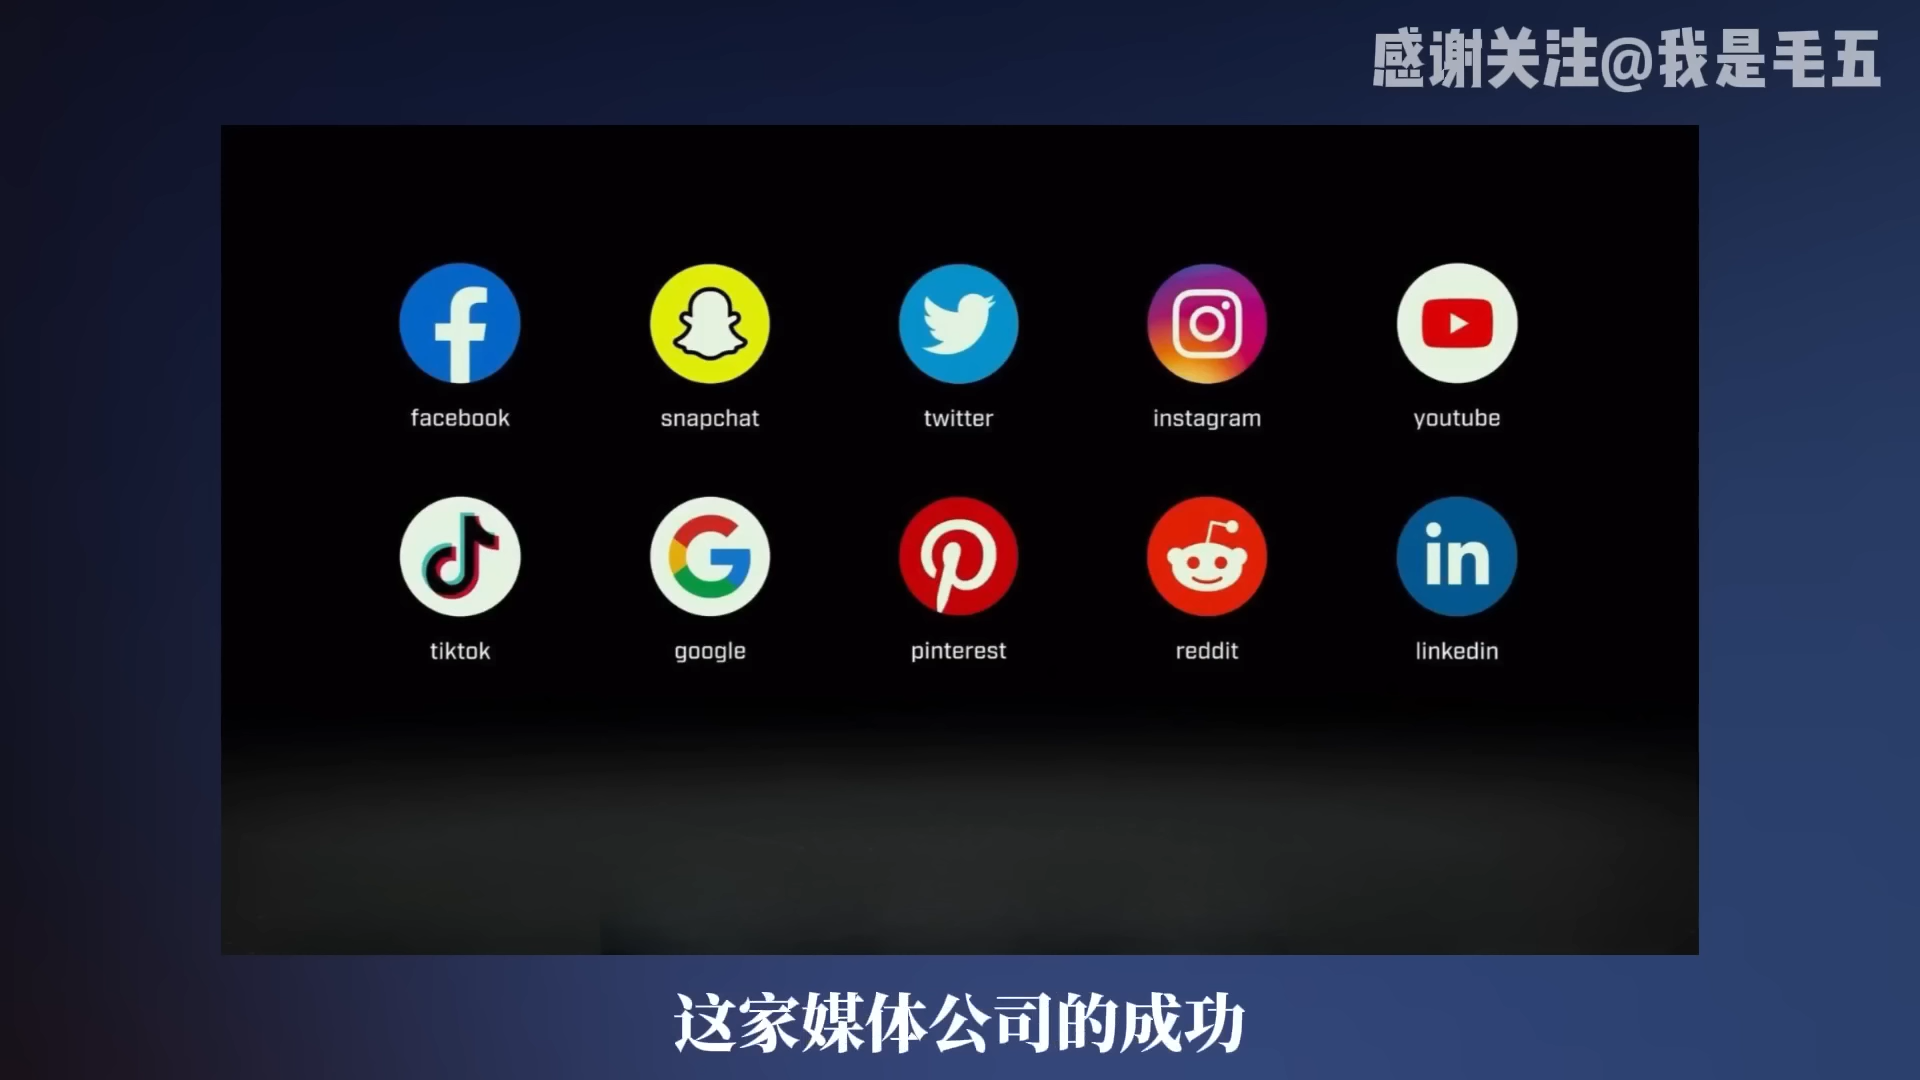 感谢关注@我是毛五
facebook snapchat twitter instagram youtube
tiktok google pinterest reddit linkedin
这家媒体公司的成功